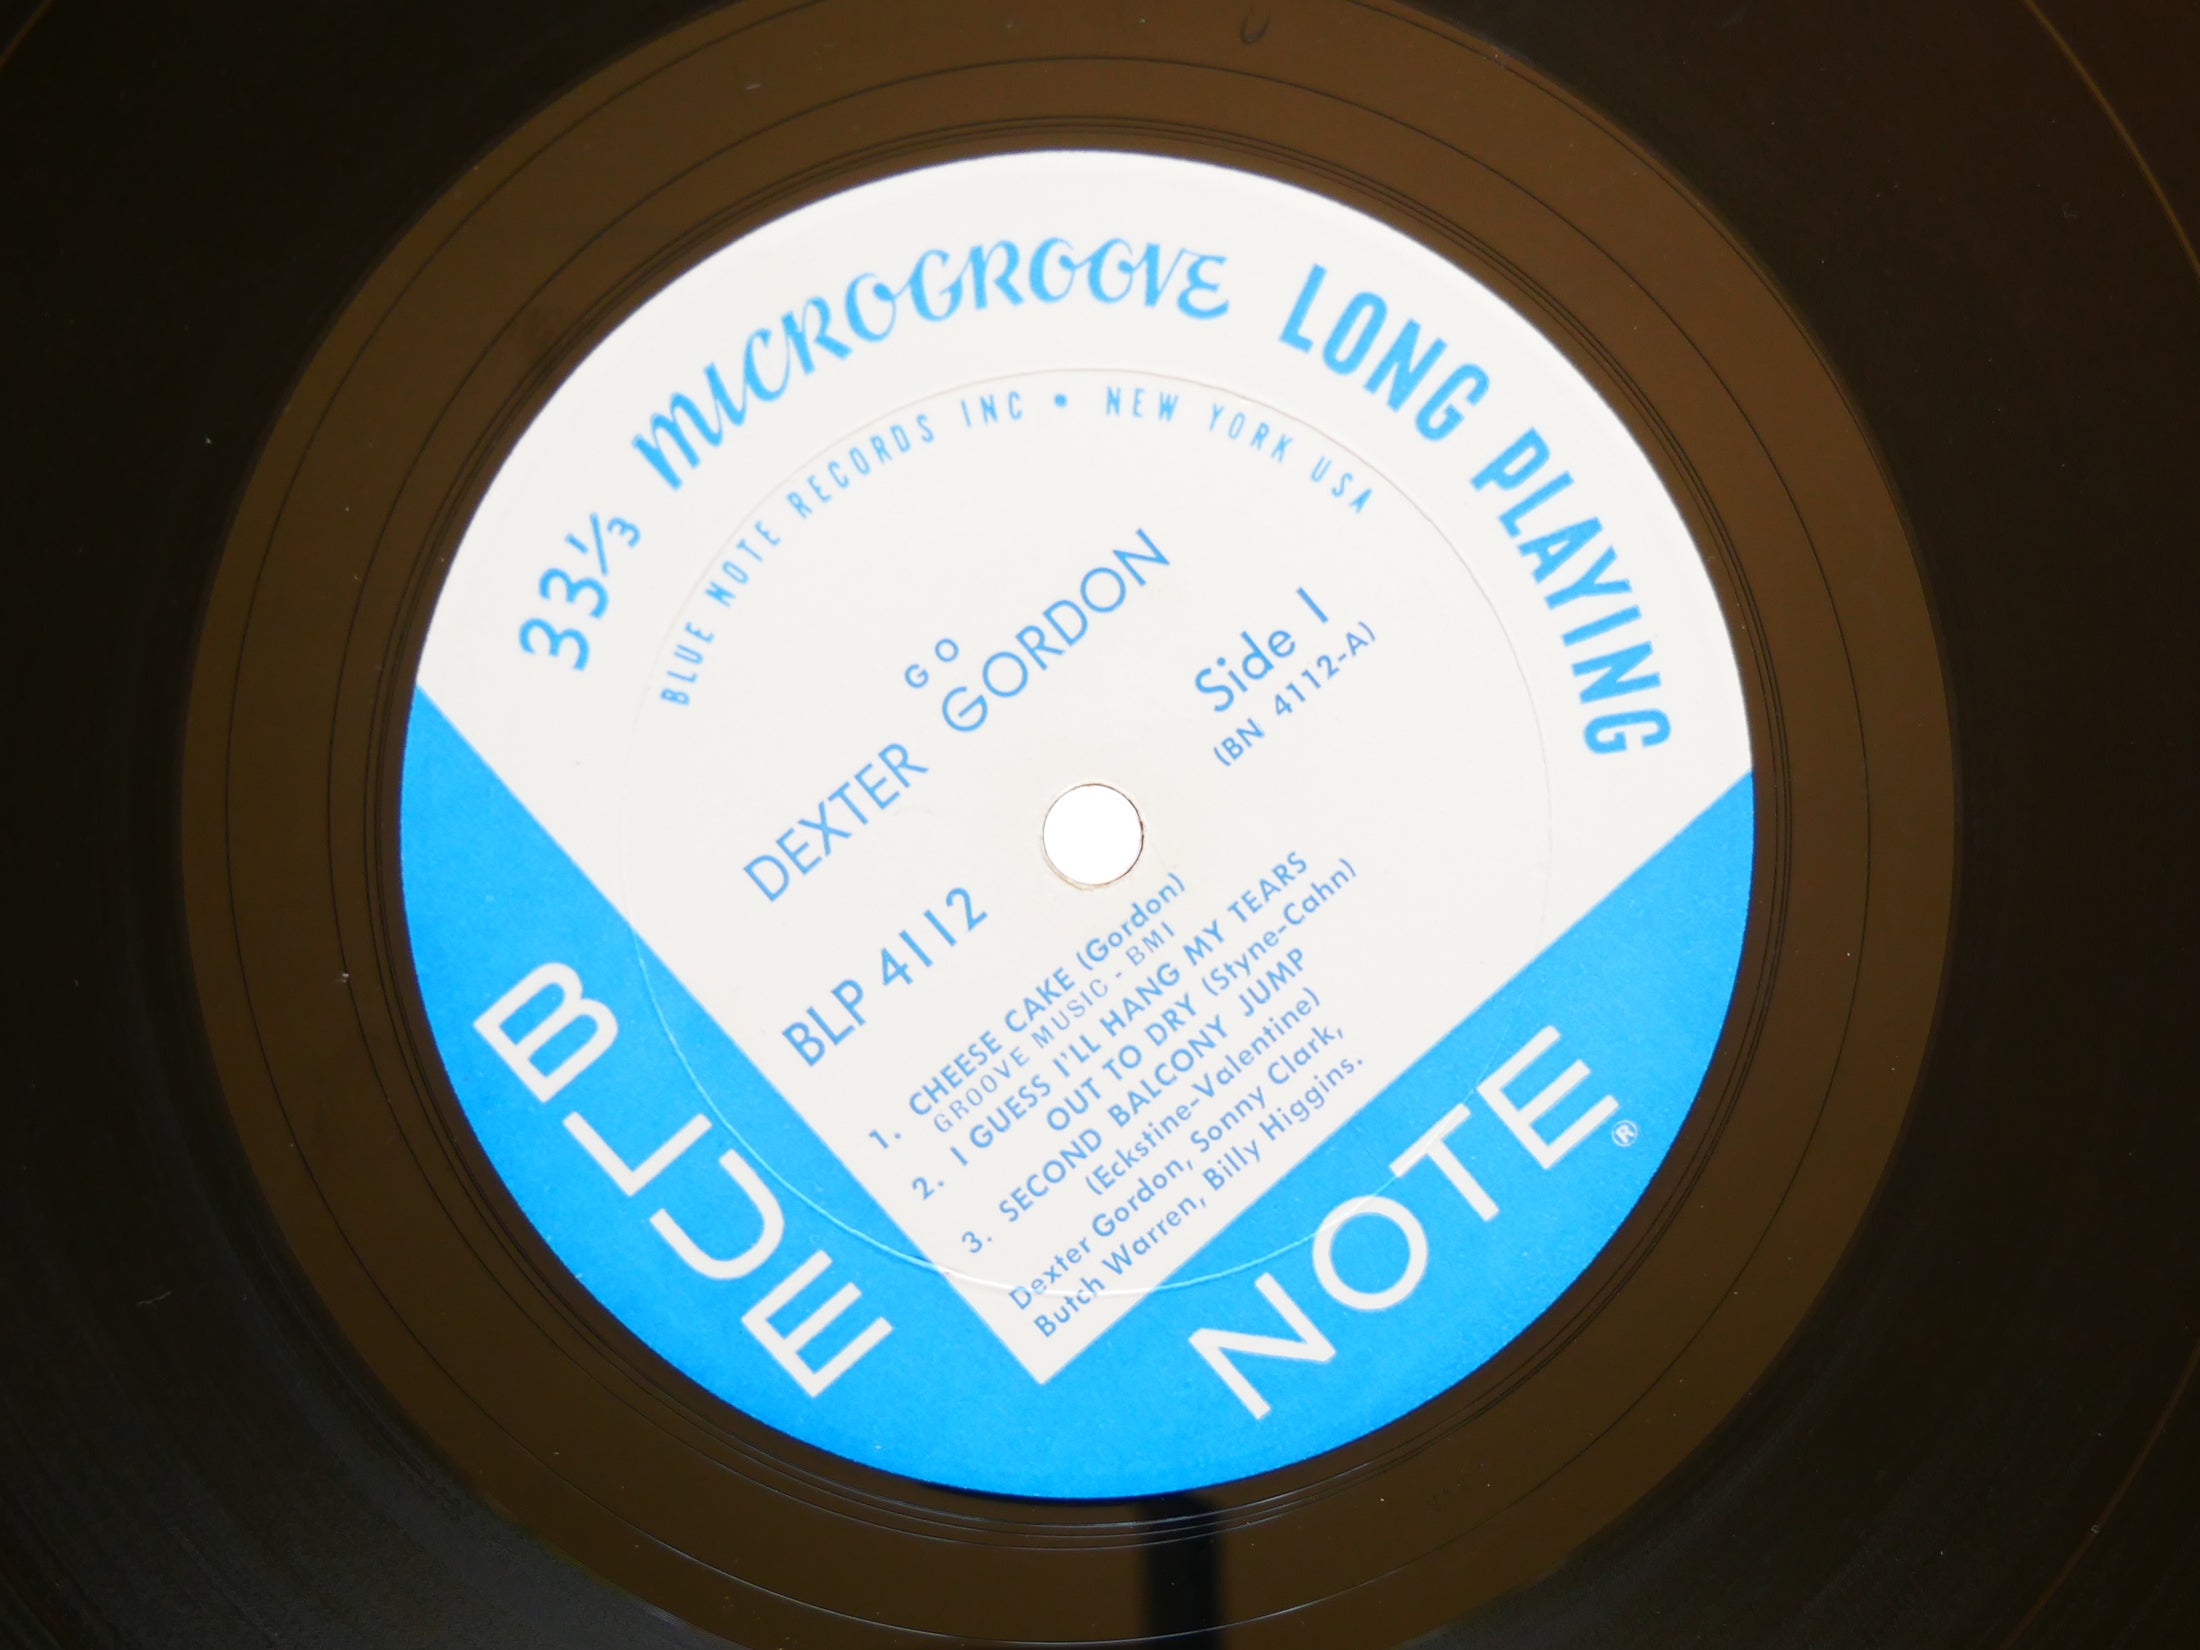 33⅓ MICROGROOVE LONG PLAYING
BLUE NOTE RECORDS INC • NEW YORK USA
GO
DEXTER GORDON
BLP 4112
Side 1
(BN 4112-A)
1. CHEESE CAKE (Gordon)
GROOVE MUSIC - BMI
2. I GUESS I'LL HANG MY TEARS
OUT TO DRY (Styne-Cahn)
3. SECOND BALCONY JUMP
(Eckstine-Valentine)
Dexter Gordon, Sonny Clark,
Butch Warren, Billy Higgins.
BLUE NOTE ®